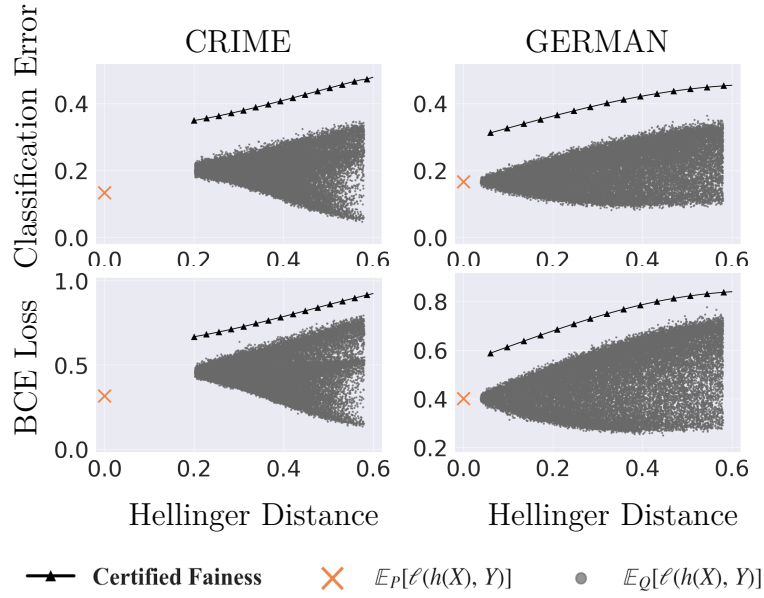 CRIME
GERMAN
Classification Error
0.4
0.2
0.0
0.0 0.2 0.4 0.6
0.4
0.2
0.0
0.0 0.2 0.4 0.6
BCE Loss
1.0
0.5
0.0
0.0 0.2 0.4 0.6
0.8
0.6
0.4
0.2
0.0 0.2 0.4 0.6
Hellinger Distance
Hellinger Distance
Certified Fainess
𝔼P[ℓ(h(X), Y)]
𝔼Q[ℓ(h(X), Y)]